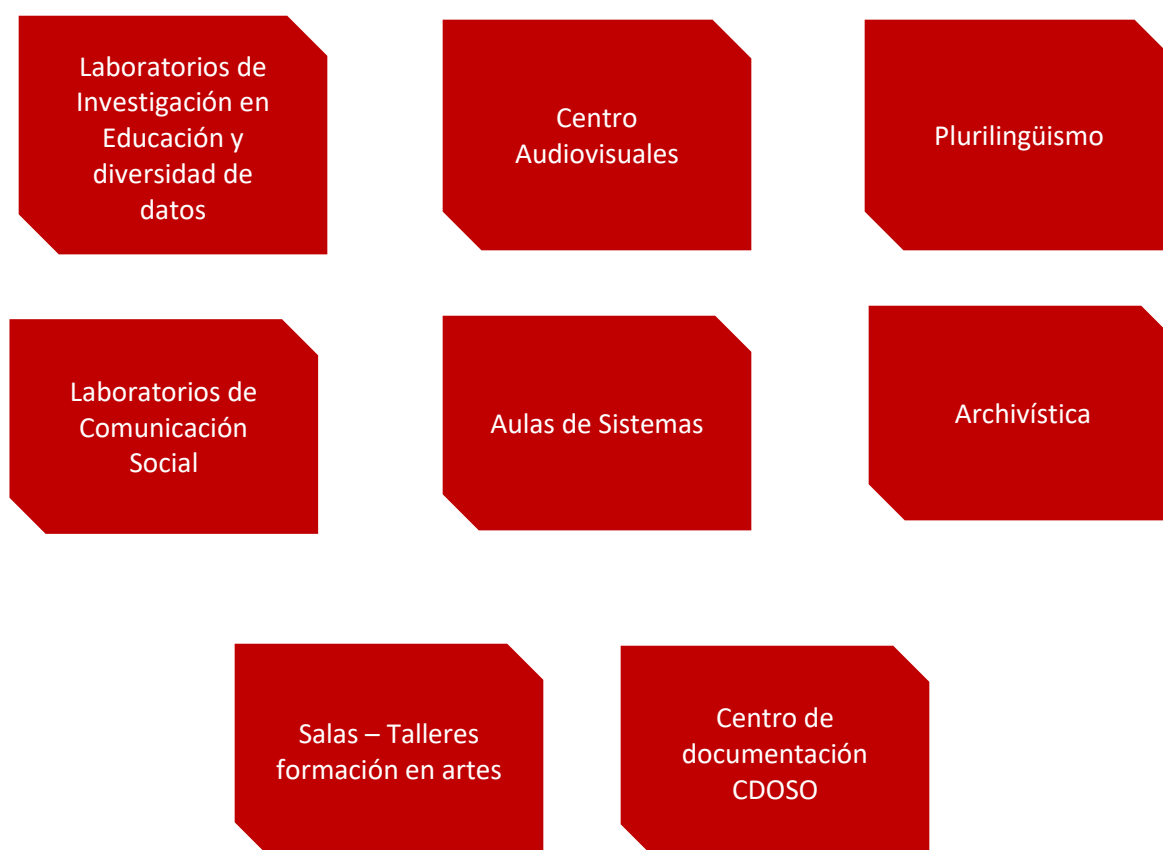 Laboratorios de
Investigación en
Educación y
diversidad de
datos
Centro
Audiovisuales
Plurilingüismo
Laboratorios de
Comunicación
Social
Aulas de Sistemas
Archivística
Salas – Talleres
formación en artes
Centro de
documentación
CDOSO